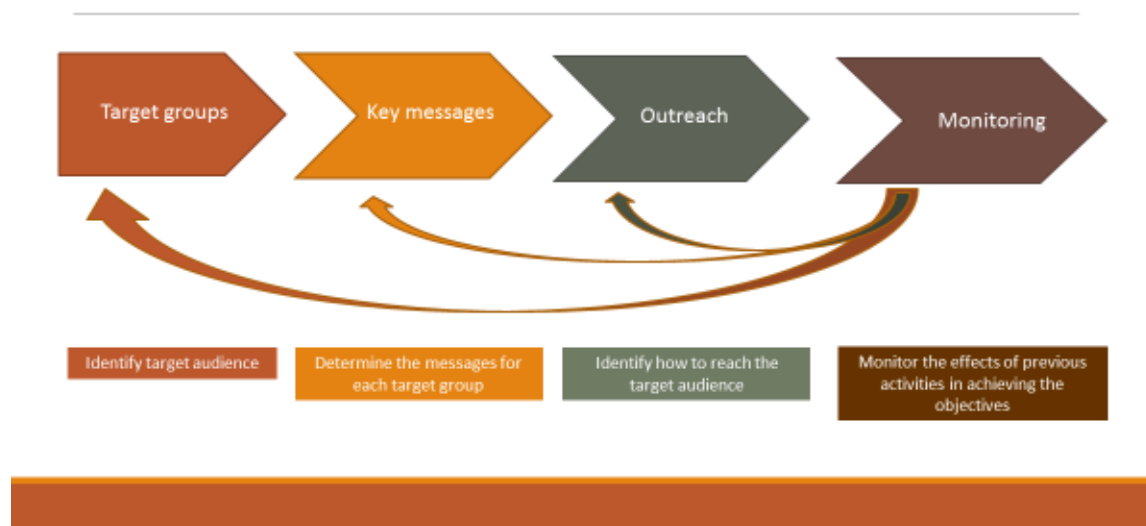 Target groups
Key messages
Outreach
Monitoring
Identify target audience
Determine the messages for
each target group
Identify how to reach the
target audience
Monitor the effects of previous
activities in achieving the
objectives